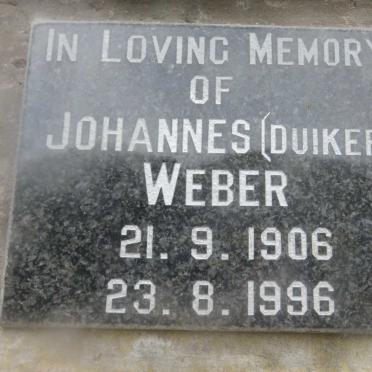 IN LOVING MEMORY
OF
JOHANNES (DUIKER
WEBER
21. 9. 1906
23. 8. 1996